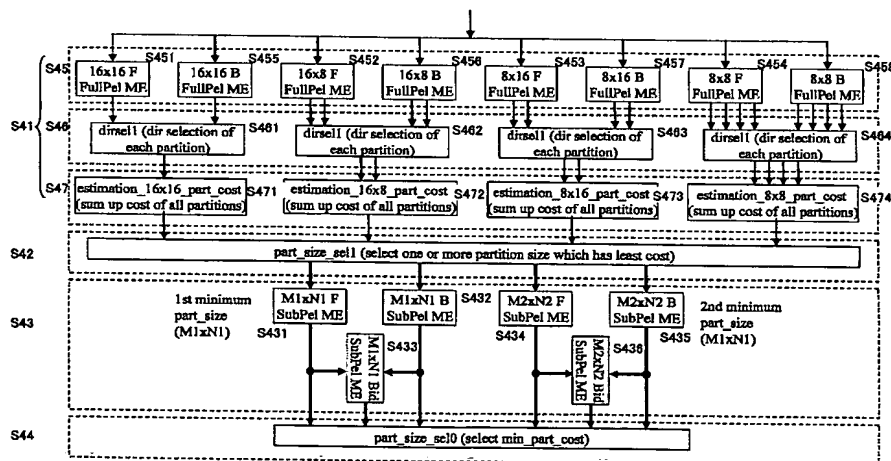 S451 S455 S452 S456 S453 S457 S454 S458
S45
16x16 F
FullPel ME
16x16 B
FullPel ME
16x8 F
FullPel ME
16x8 B
FullPel ME
8x16 F
FullPel ME
8x16 B
FullPel ME
8x8 F
FullPel ME
8x8 B
FullPel ME
S41
S46
S461
dirsel1 (dir selection of
each partition)
S462
dirsel1 (dir selection of
each partition)
S463
dirsel1 (dir selection of
each partition)
S464
dirsel1 (dir selection of
each partition)
S47
estimation_16x16_part_cost
(sum up cost of all partitions)
S471
estimation_16x8_part_cost
(sum up cost of all partitions)
S472
estimation_8x16_part_cost
(sum up cost of all partitions)
S473
estimation_8x8_part_cost
(sum up cost of all partitions)
S474
S42
part_size_sel1 (select one or more partition size which has least cost)
S43
1st minimum
part_size
(M1xN1)
M1xN1 F
SubPel ME
S431
M1xN1 B
SubPel ME
S432
M2xN2 F
SubPel ME
S434
M2xN2 B
SubPel ME
S435
2nd minimum
part_size
(M1xN1)
M1xN1 Bid
SubPel ME
S433
M2xN2 Bid
SubPel ME
S436
S44
part_size_sel0 (select min_part_cost)